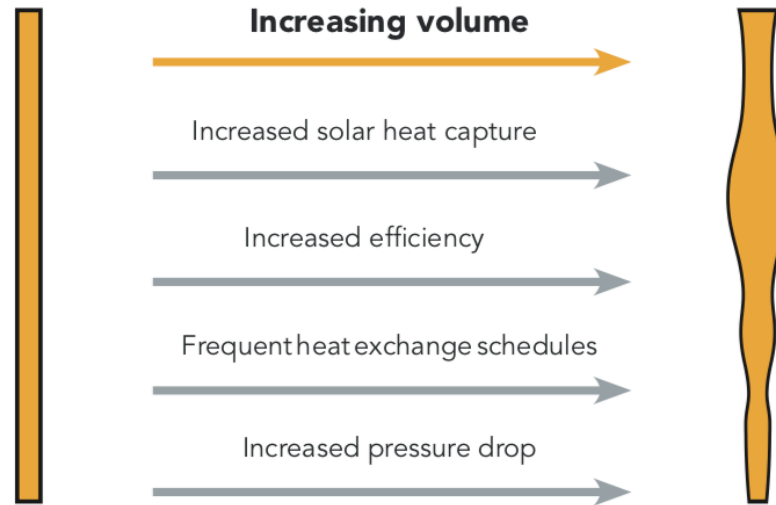 Increasing volume
Increased solar heat capture
Increased efficiency
Frequent heat exchange schedules
Increased pressure drop